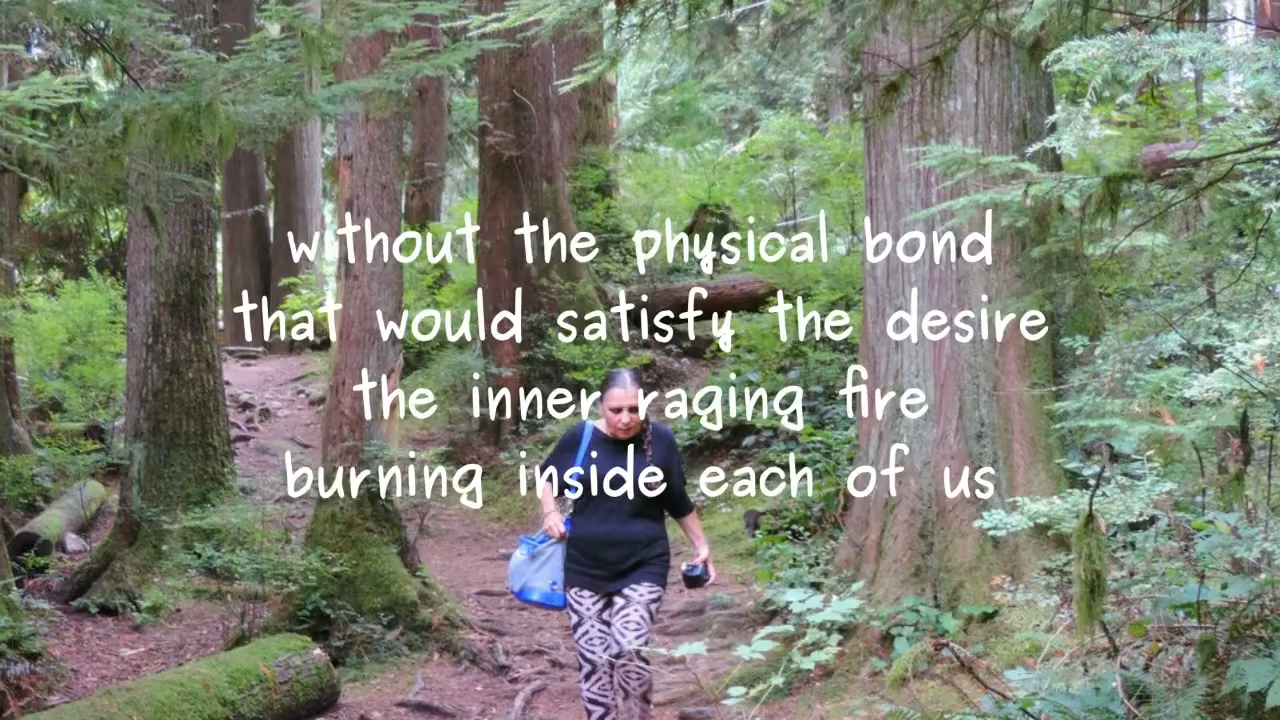 without the physical bond
that would satisfy the desire
the inner raging fire
burning inside each of us